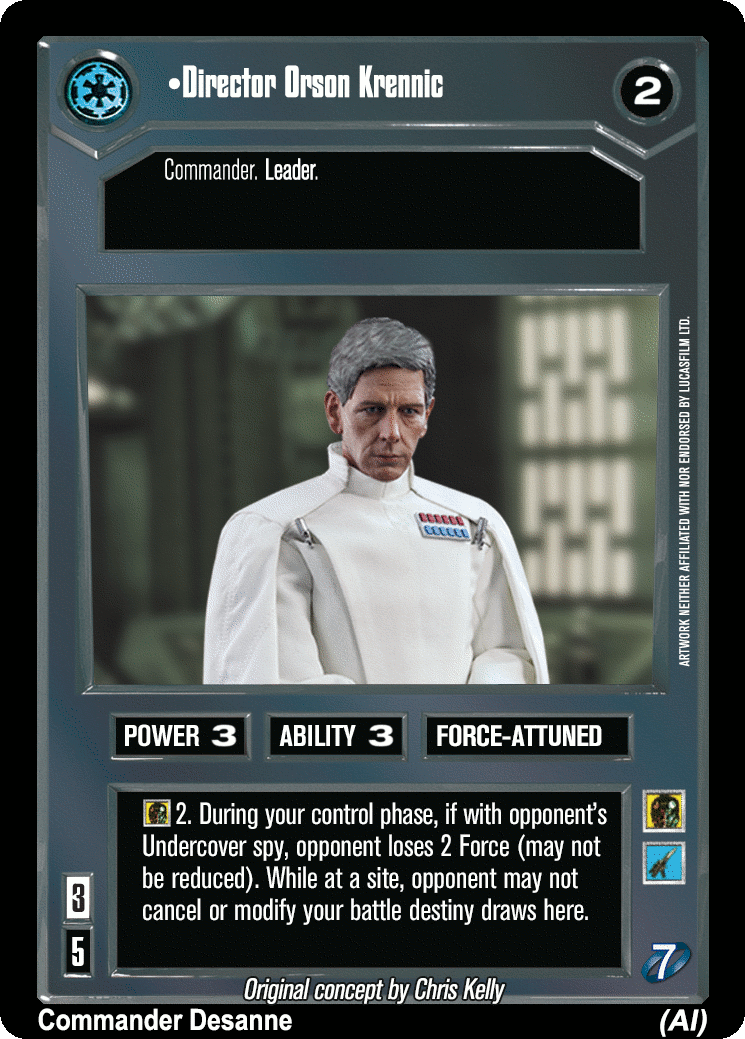 •Director Orson Krennic
2
Commander. Leader.
ARTWORK NEITHER AFFILIATED WITH NOR ENDORSED BY LUCASFILM LTD.
POWER 3
ABILITY 3
FORCE-ATTUNED
2. During your control phase, if with opponent's
Undercover spy, opponent loses 2 Force (may not
be reduced). While at a site, opponent may not
cancel or modify your battle destiny draws here.
3
5
7
Original concept by Chris Kelly
Commander Desanne
(AI)